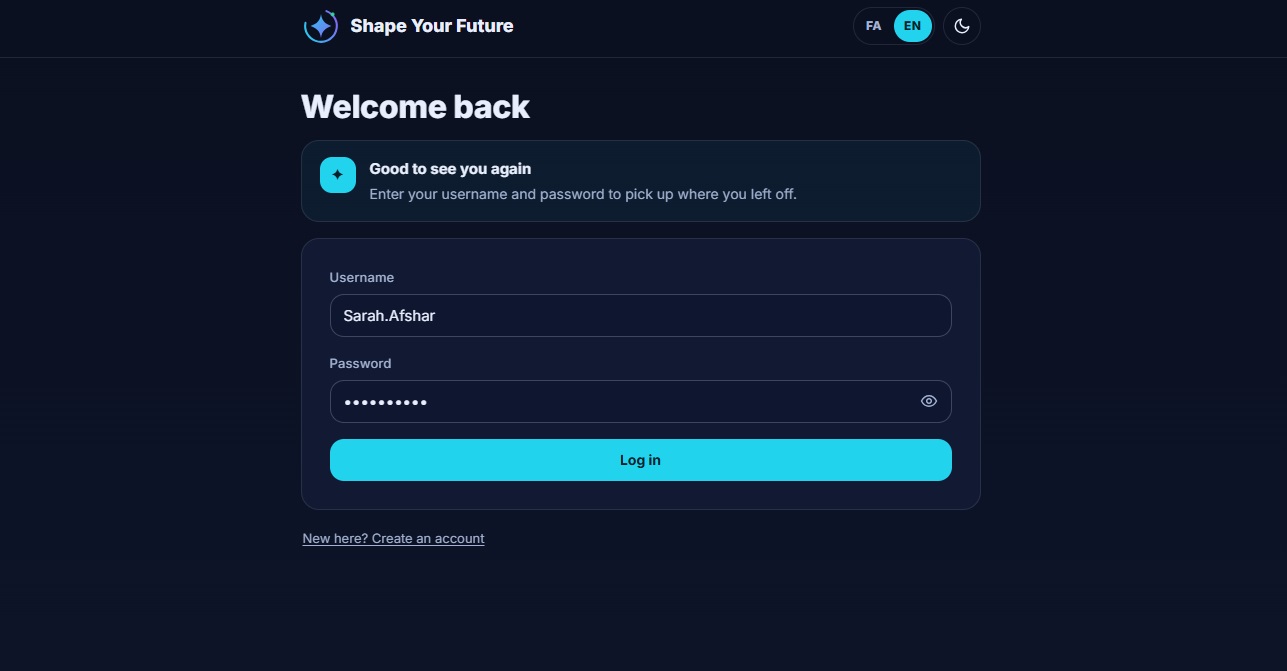 Shape Your Future
FA EN
Welcome back
Good to see you again
Enter your username and password to pick up where you left off.
Username
Sarah.Afshar
Password
••••••••••
Log in
New here? Create an account